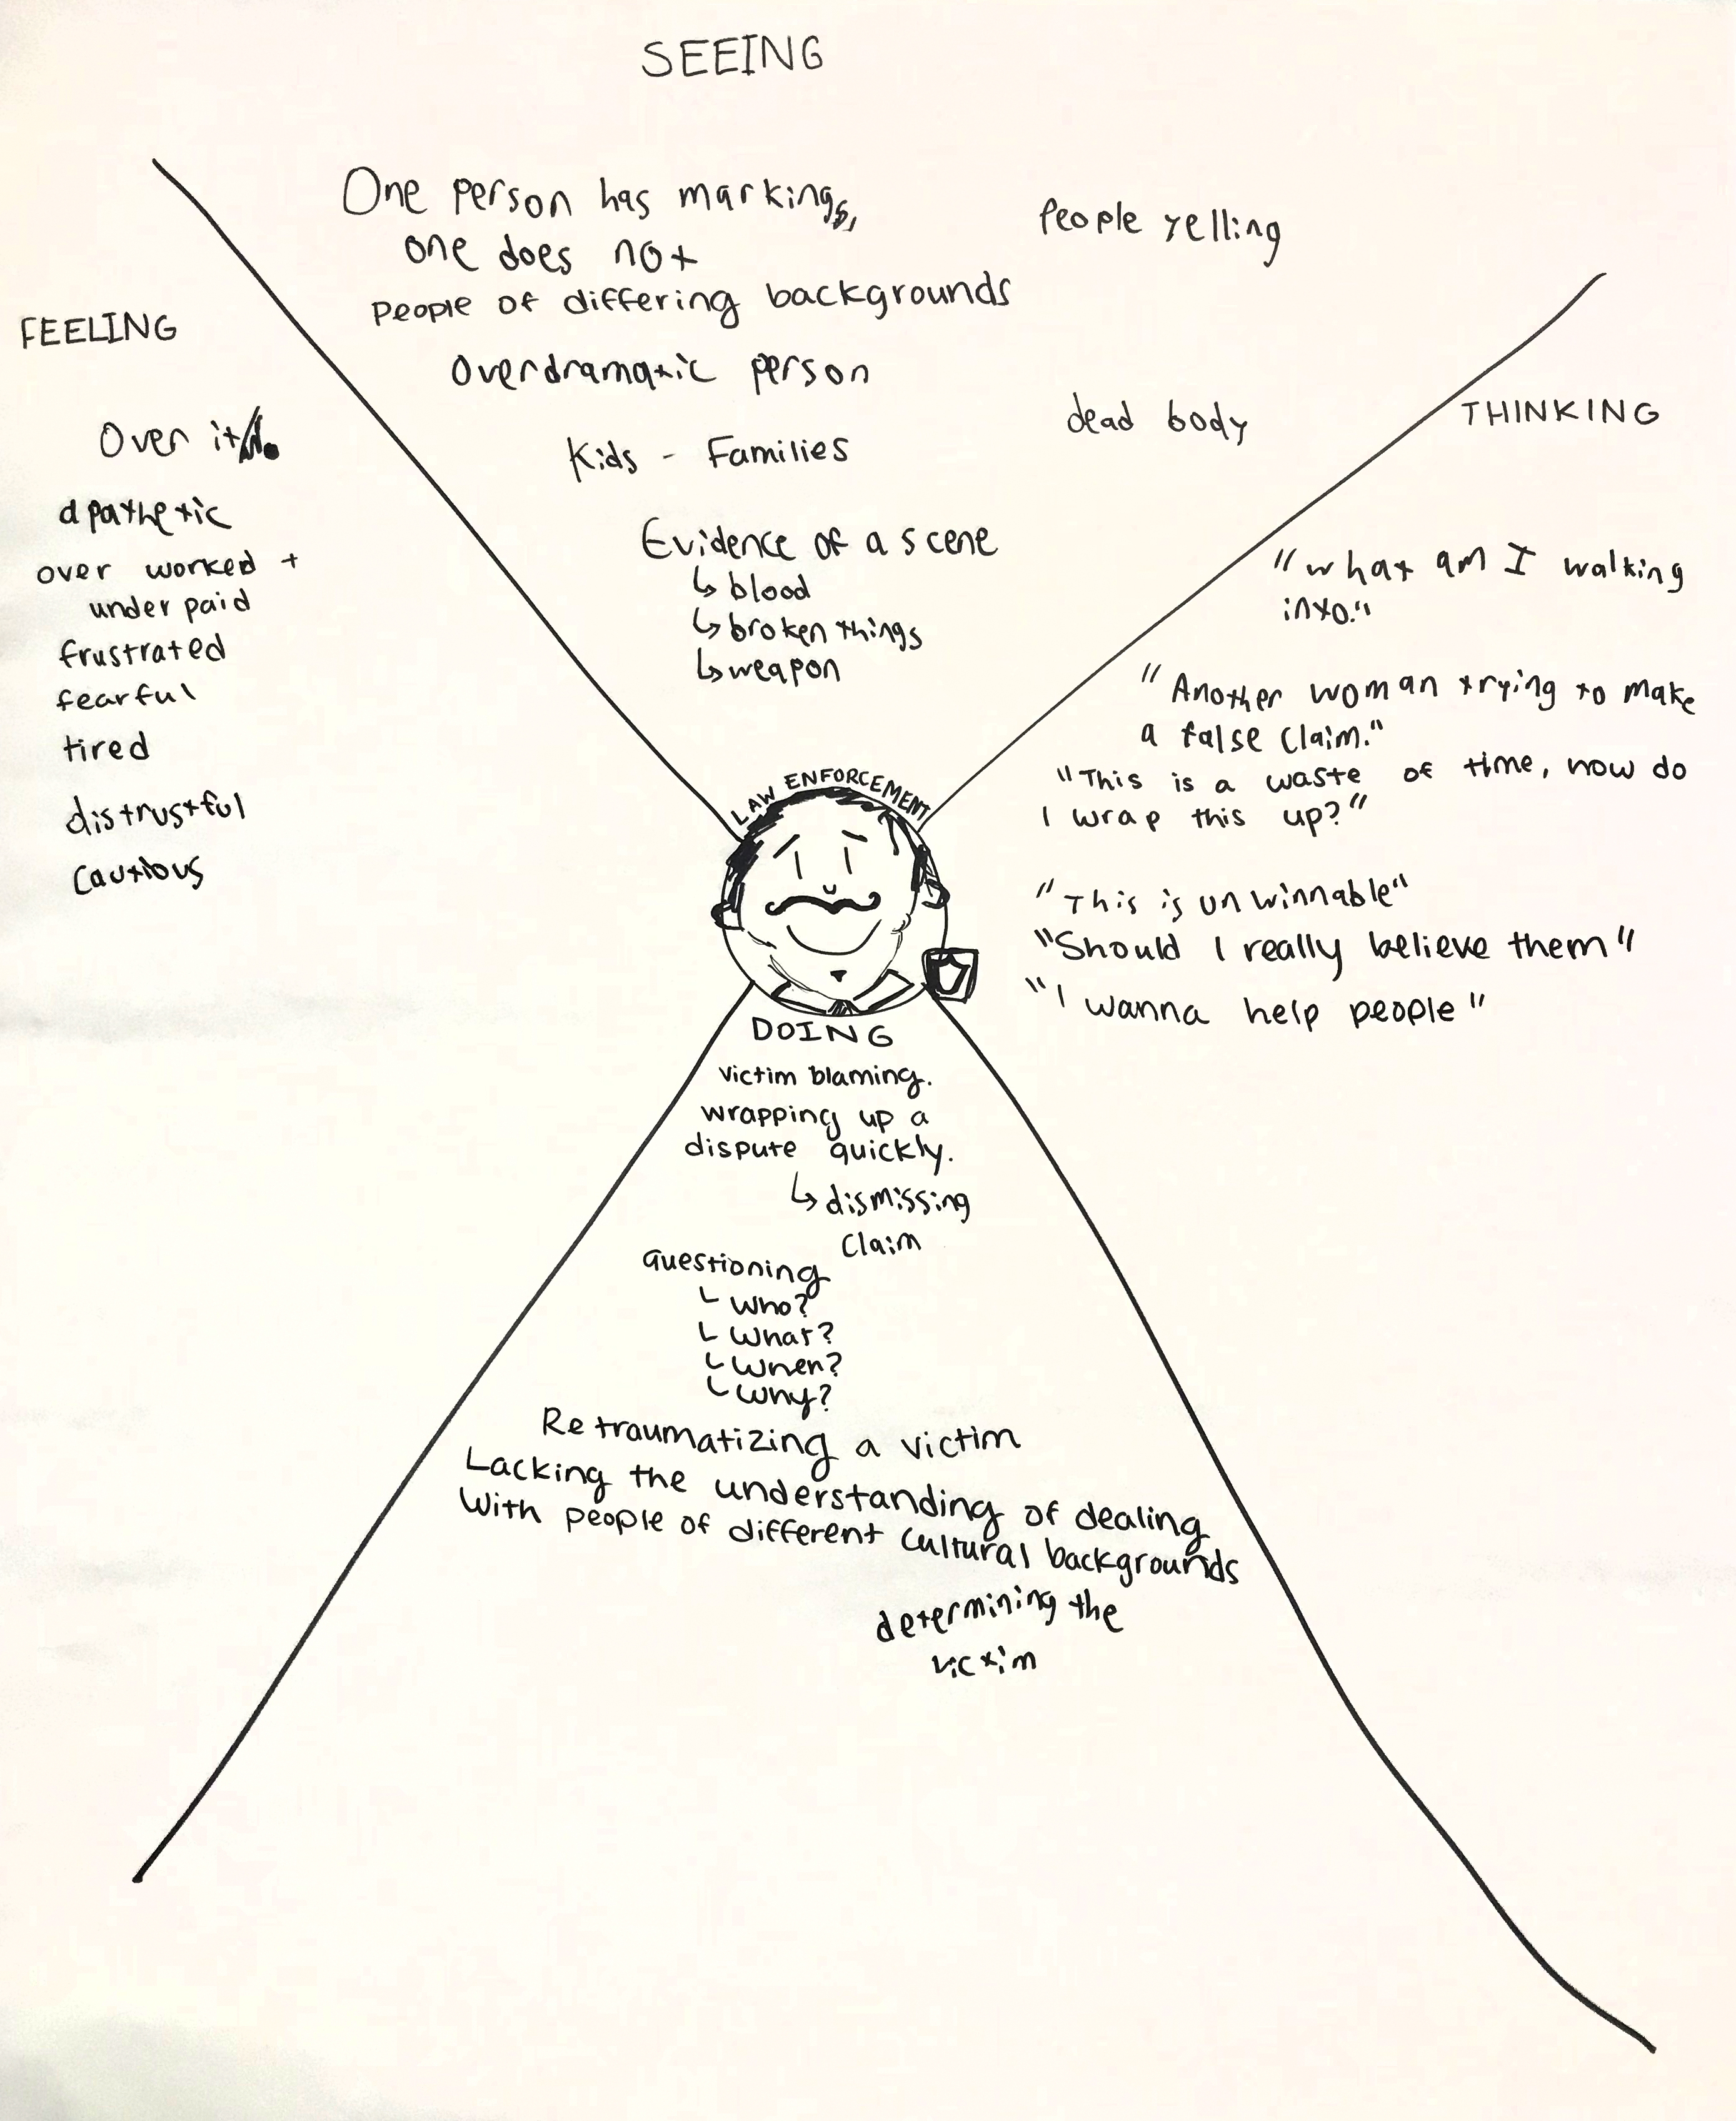 SEEING
One person has markings,
one does not
people of differing backgrounds
Overdramatic person
Kids - Families
Evidence of a scene
↳ blood
↳ broken things
↳ weapon
People yelling
dead body
FEELING
Over it
apathetic
over worked +
under paid
frustrated
fearful
tired
distrustful
cautious
THINKING
"what am I walking
into."
"Another woman trying to make
a false claim."
"This is a waste of time, how do
I wrap this up?"
"This is unwinnable"
"Should I really believe them"
"I wanna help people"
LAW ENFORCEMENT
DOING
victim blaming.
wrapping up a
dispute quickly.
↳ dismissing
claim
questioning
└ who?
└ what?
└ when?
└ why?
Retraumatizing a victim
Lacking the understanding of dealing
with people of different cultural backgrounds
determining the
victim